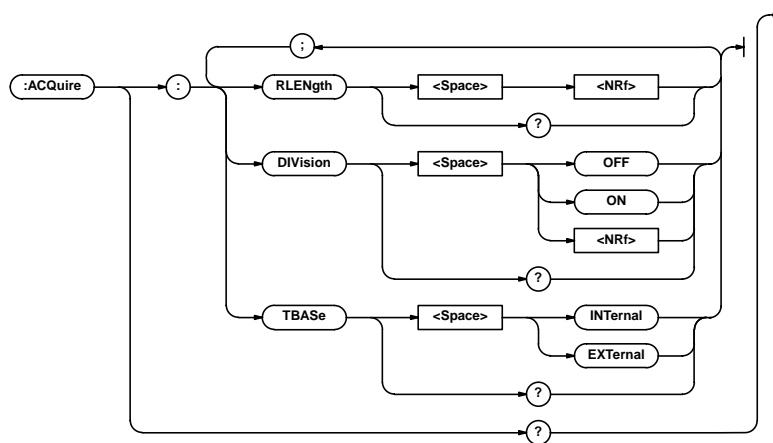 ;
:ACQuire : RLENgth <Space> <NRf>
?
DIVision <Space> OFF
ON
<NRf>
?
TBASe <Space> INTernal
EXTernal
?
?